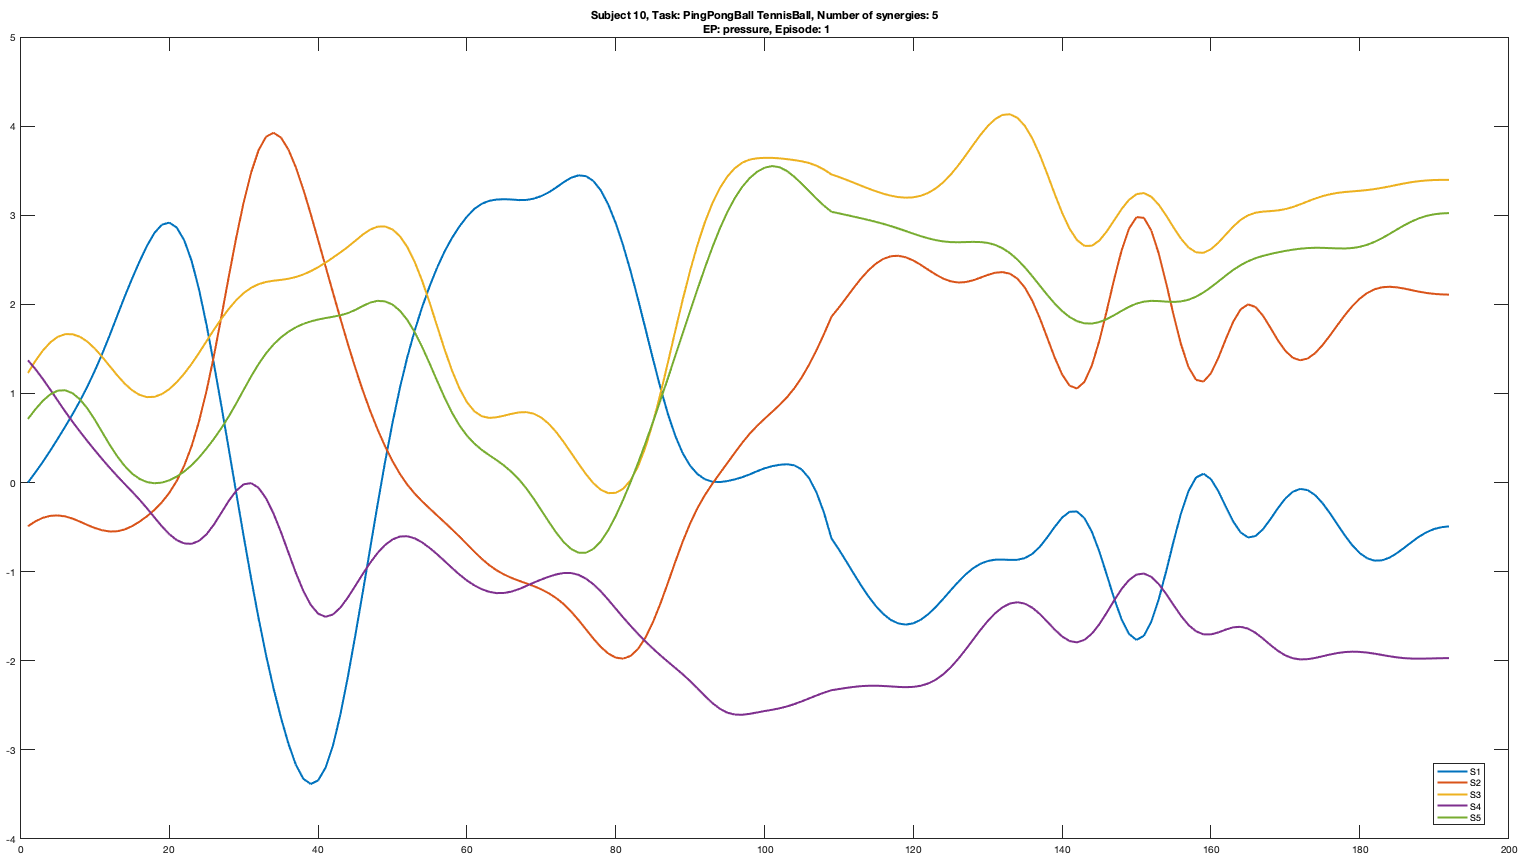 Subject 10, Task: PingPongBall TennisBall, Number of synergies: 5
EP: pressure, Episode: 1
5
4
3
2
1
0
-1
-2
-3
-4
0 20 40 60 80 100 120 140 160 180 200
S1
S2
S3
S4
S5